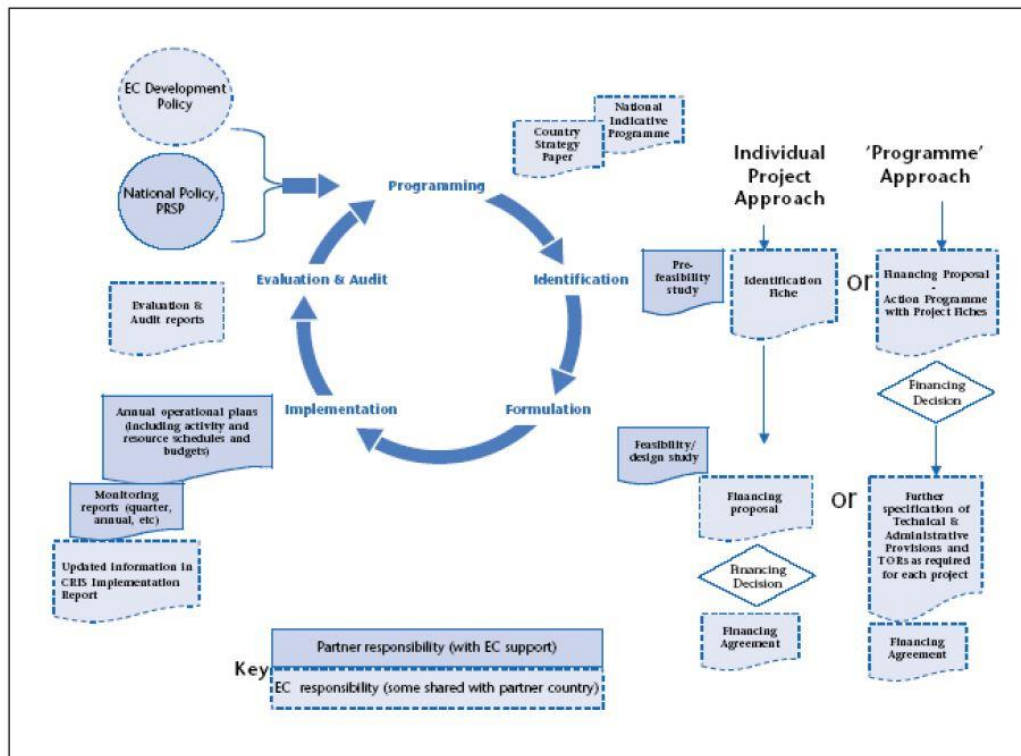 EC Development
Policy
National Policy,
PRSP
Programming
Country
Strategy
Paper
National
Indicative
Programme
Evaluation & Audit
Identification
Implementation
Formulation
Evaluation &
Audit reports
Annual operational plans
(including activity and
resource schedules and
budgets)
Monitoring
reports (quarter,
annual, etc)
Updated information in
CRIS Implementation
Report
Individual
Project
Approach
'Programme'
Approach
Pre-
feasibility
study
Identification
Fiche
or
Financing Proposal
-
Action Programme
with Project Fiches
Financing
Decision
Feasibility/
design study
Financing
proposal
or
Further
specification of
Technical &
Administrative
Provisions and
TORs as required
for each project
Financing
Decision
Financing
Agreement
Financing
Agreement
Key
Partner responsibility (with EC support)
EC responsibility (some shared with partner country)